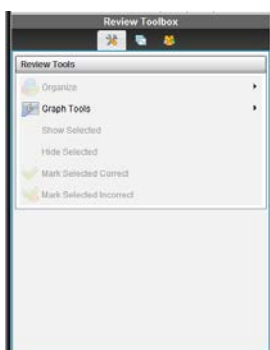 Review Toolbox
Review Tools
Organize
Graph Tools
Show Selected
Hide Selected
Mark Selected Correct
Mark Selected Incorrect